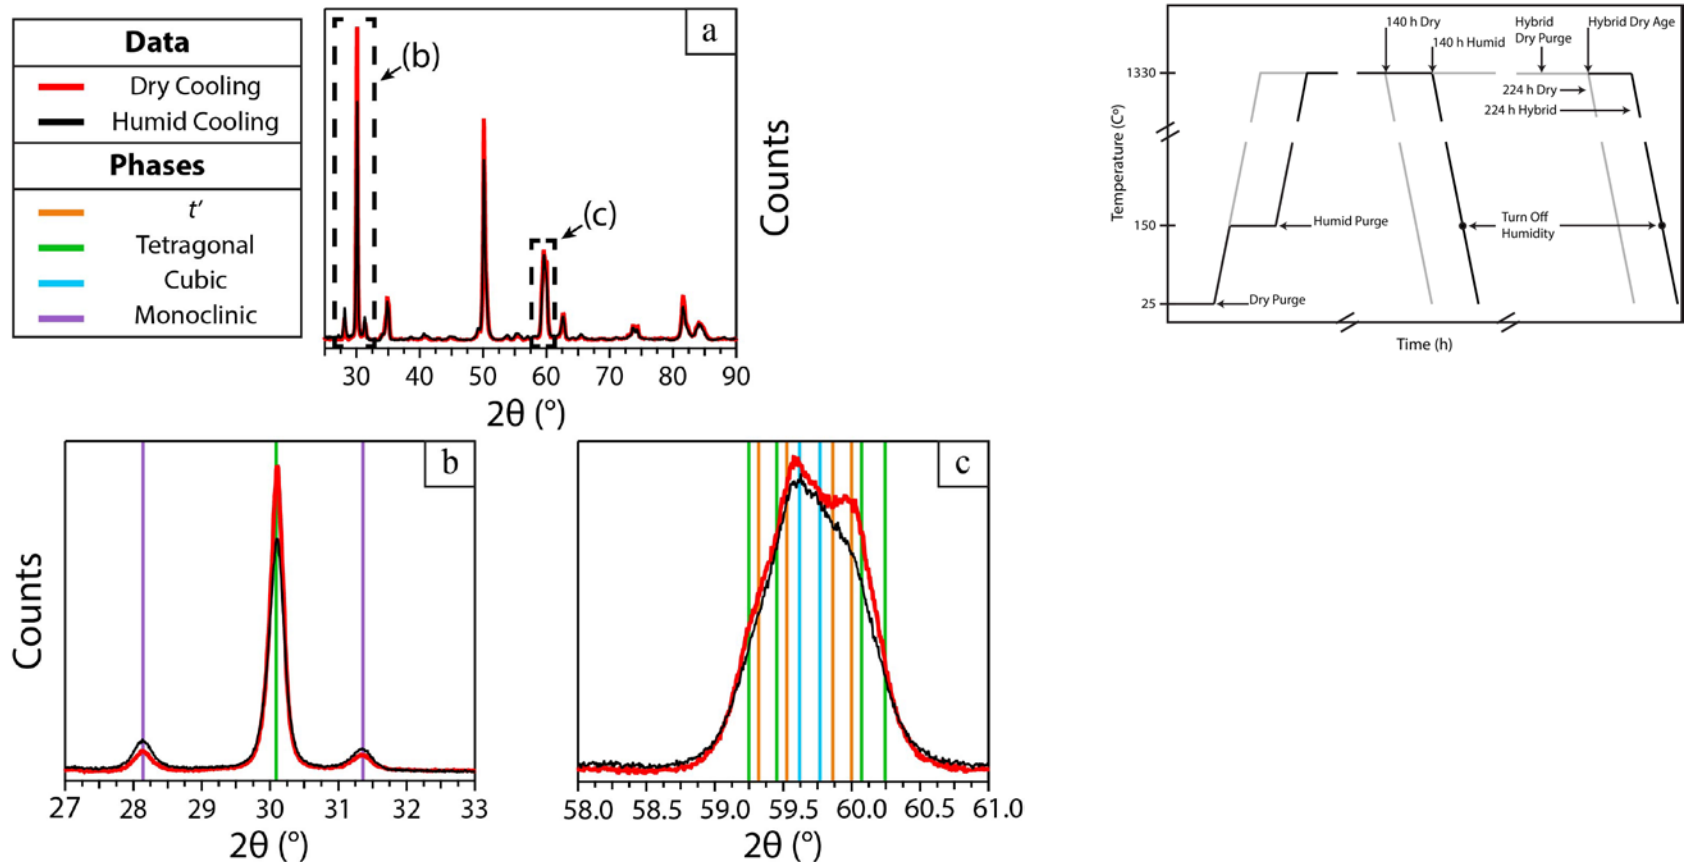 Data
Dry Cooling
Humid Cooling
Phases
t′
Tetragonal
Cubic
Monoclinic
a
(b)
(c)
Counts
30 40 50 60 70 80 90
2θ (°)
140 h Dry
140 h Humid
Hybrid
Dry Purge
Hybrid Dry Age
1330
224 h Dry
224 h Hybrid
Temperature (C°)
150
Humid Purge
Turn Off
Humidity
25
Dry Purge
Time (h)
b
Counts
27 28 29 30 31 32 33
2θ (°)
c
58.0 58.5 59.0 59.5 60.0 60.5 61.0
2θ (°)